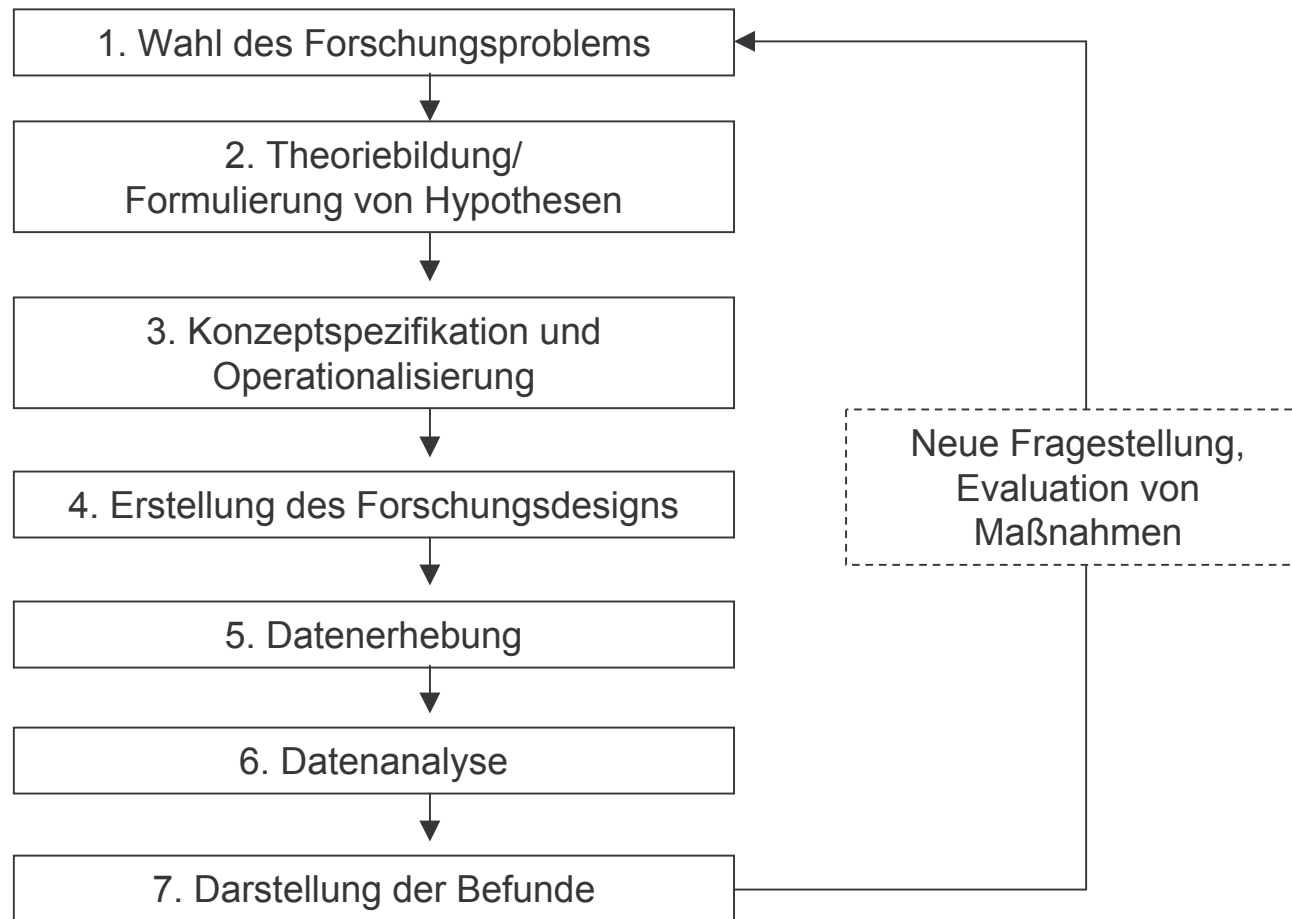 1. Wahl des Forschungsproblems
2. Theoriebildung/
Formulierung von Hypothesen
3. Konzeptspezifikation und
Operationalisierung
4. Erstellung des Forschungsdesigns
5. Datenerhebung
6. Datenanalyse
7. Darstellung der Befunde
Neue Fragestellung,
Evaluation von
Maßnahmen